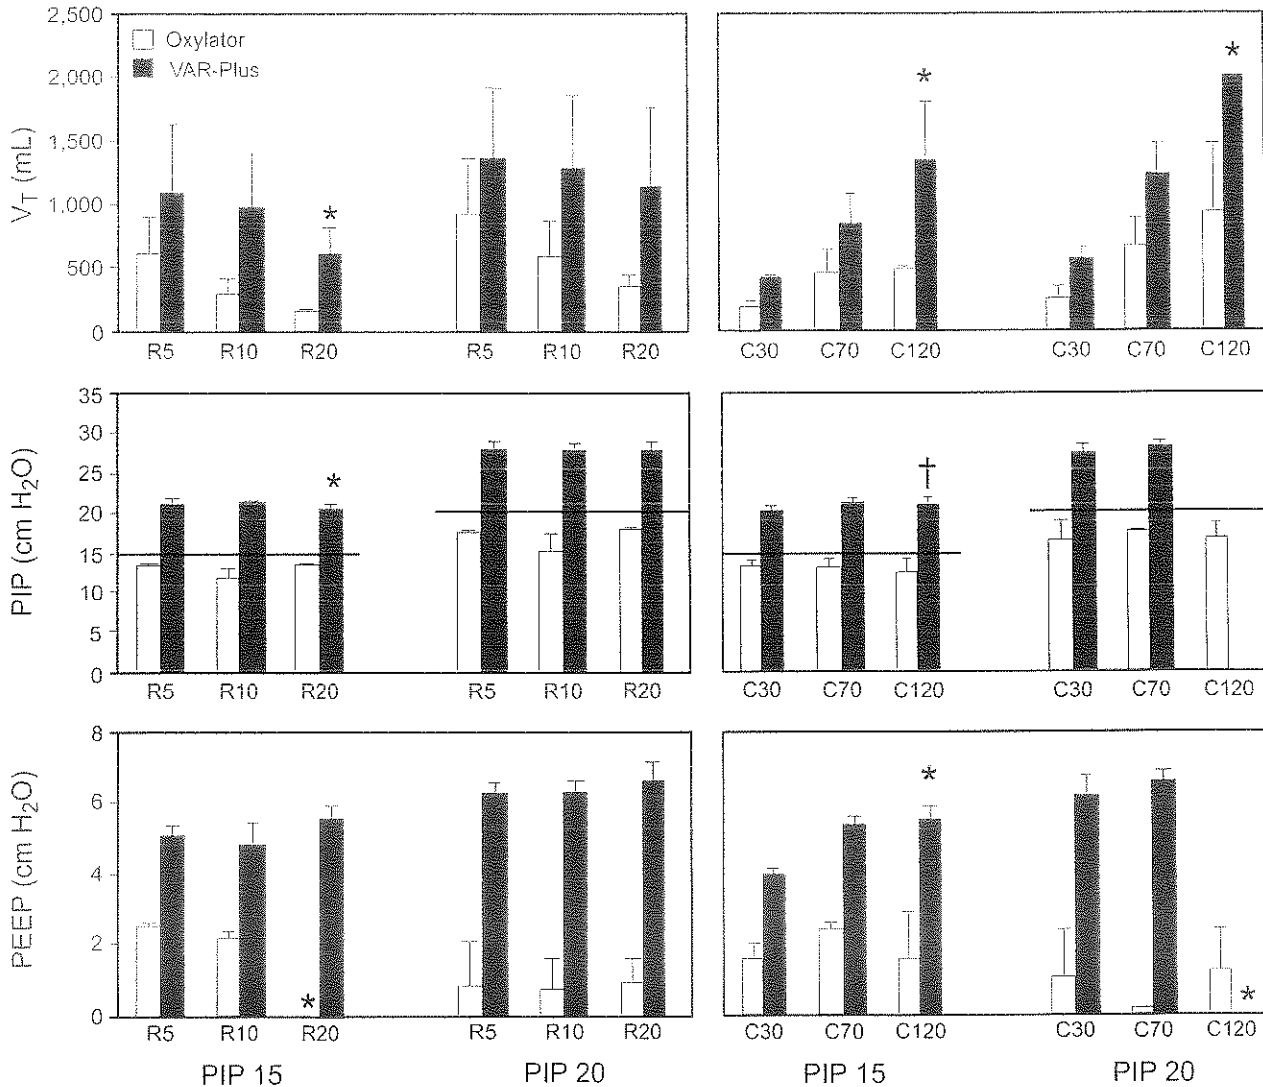 2,500
2,000
1,500
1,000
500
0
V_T (mL)
Oxylator
VAR-Plus
*
R5 R10 R20 R5 R10 R20
* *
C30 C70 C120 C30 C70 C120
35
30
25
20
15
10
5
0
PIP (cm H₂O)
*
R5 R10 R20 R5 R10 R20
†
C30 C70 C120 C30 C70 C120
8
6
4
2
0
PEEP (cm H₂O)
*
R5 R10 R20 R5 R10 R20
* *
C30 C70 C120 C30 C70 C120
PIP 15 PIP 20 PIP 15 PIP 20